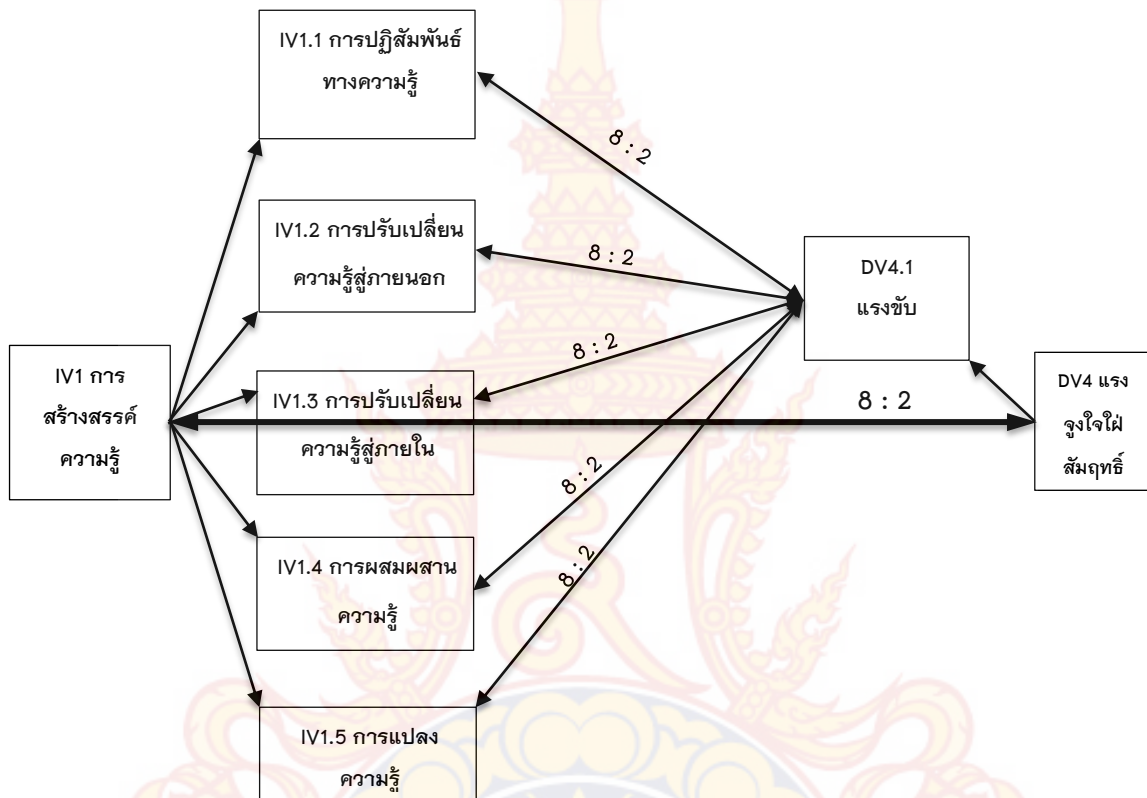 IV1.1 การปฏิสัมพันธ์
ทางความรู้
8 : 2
IV1.2 การปรับเปลี่ยน
ความรู้สู่ภายนอก
8 : 2
DV4.1
แรงขับ
8 : 2
IV1 การ
สร้างสรรค์
ความรู้
IV1.3 การปรับเปลี่ยน
ความรู้สู่ภายใน
8 : 2
DV4 แรง
จูงใจใฝ่
สัมฤทธิ์
8 : 2
IV1.4 การผสมผสาน
ความรู้
8 : 2
IV1.5 การแปลง
ความรู้